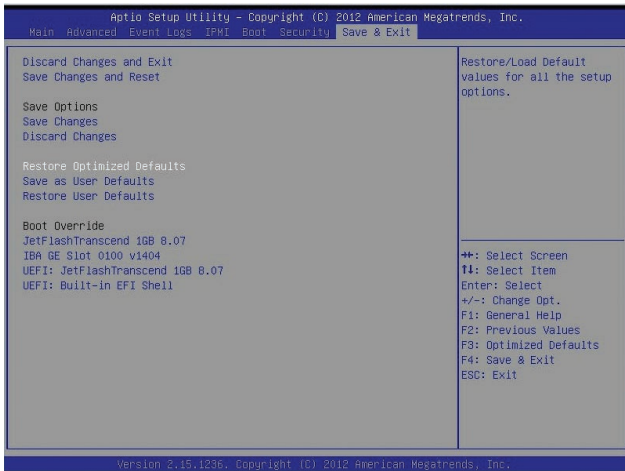 Aptio Setup Utility – Copyright (C) 2012 American Megatrends, Inc.
Main Advanced Event Logs IPMI Boot Security Save & Exit
Discard Changes and Exit
Save Changes and Reset
Save Options
Save Changes
Discard Changes
Restore Optimized Defaults
Save as User Defaults
Restore User Defaults
Boot Override
JetFlashTranscend 1GB 8.07
IBA GE Slot 0100 v1404
UEFI: JetFlashTranscend 1GB 8.07
UEFI: Built-in EFI Shell
Restore/Load Default
values for all the setup
options.
→←: Select Screen
↑↓: Select Item
Enter: Select
+/-: Change Opt.
F1: General Help
F2: Previous Values
F3: Optimized Defaults
F4: Save & Exit
ESC: Exit
Version 2.15.1236. Copyright (C) 2012 American Megatrends, Inc.